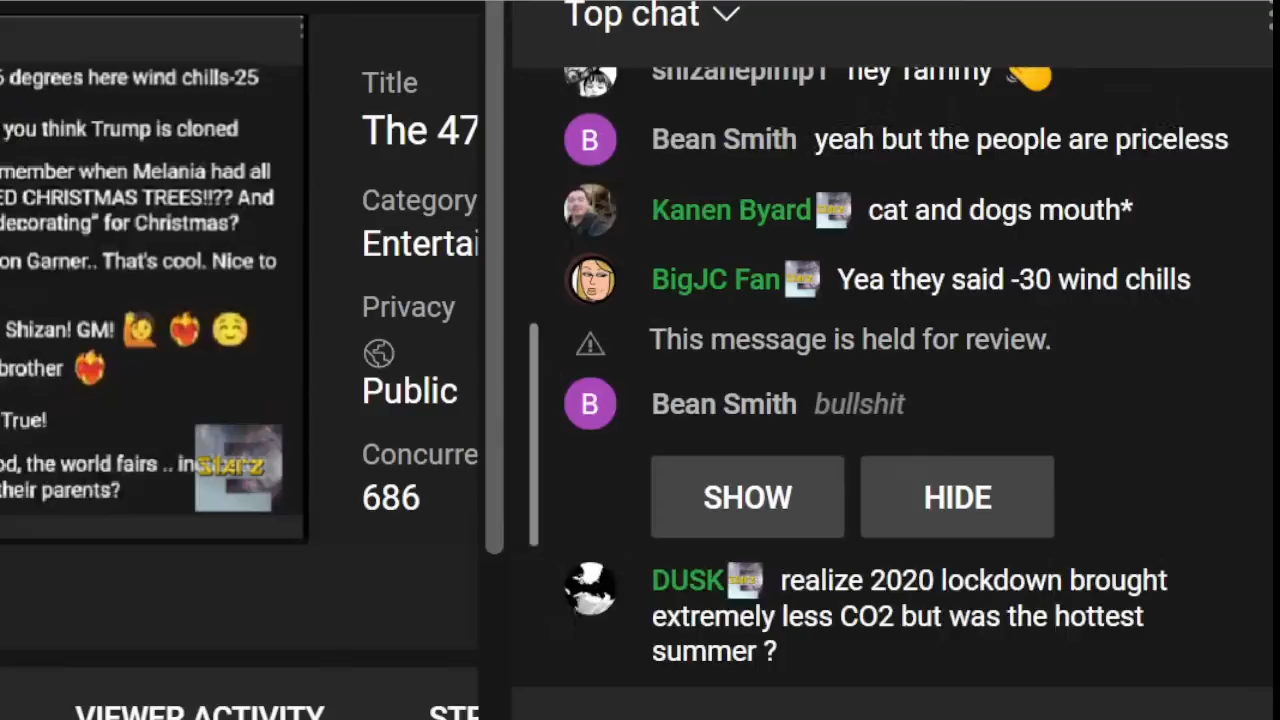 degrees here wind chills-25
you think Trump is cloned
member when Melania had all
ED CHRISTMAS TREES!!?? And
decorating" for Christmas?
on Garner.. That's cool. Nice to
Shizan! GM!
brother
True!
od, the world fairs .. in
their parents?
Starz
Title
The 47
Category
Entertai
Privacy
Public
Concurre
686
VIEWER ACTIVITY
STE
Top chat
shizanepimp1 hey Tammy
B Bean Smith yeah but the people are priceless
Kanen Byard cat and dogs mouth*
BigJC Fan Yea they said -30 wind chills
This message is held for review.
B Bean Smith bullshit
SHOW HIDE
DUSK realize 2020 lockdown brought
extremely less CO2 but was the hottest
summer ?